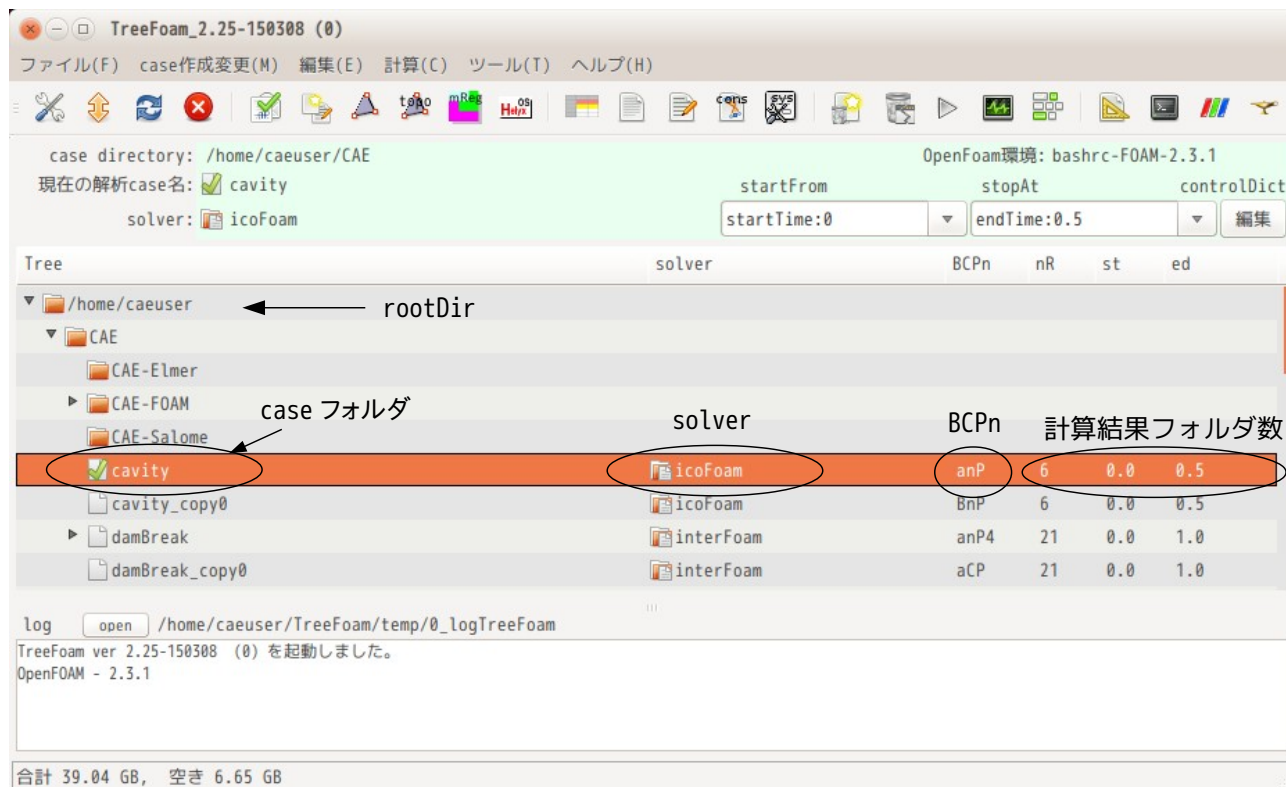 TreeFoam_2.25-150308 (0)
ファイル(F) case作成変更(M) 編集(E) 計算(C) ツール(T) ヘルプ(H)
topo mReg Helyx OS cons sys
case directory: /home/caeuser/CAE OpenFoam環境: bashrc-FOAM-2.3.1
現在の解析case名: cavity startFrom stopAt controlDict
solver: icoFoam startTime:0 endTime:0.5 編集
Tree solver BCPn nR st ed
/home/caeuser rootDir
CAE
CAE-Elmer
CAE-FOAM case フォルダ solver BCPn 計算結果フォルダ数
CAE-Salome
cavity icoFoam anP 6 0.0 0.5
cavity_copy0 icoFoam BnP 6 0.0 0.5
damBreak interFoam anP4 21 0.0 1.0
damBreak_copy0 interFoam aCP 21 0.0 1.0
log open /home/caeuser/TreeFoam/temp/0_logTreeFoam
TreeFoam ver 2.25-150308 (0) を起動しました。
OpenFOAM - 2.3.1
合計 39.04 GB, 空き 6.65 GB